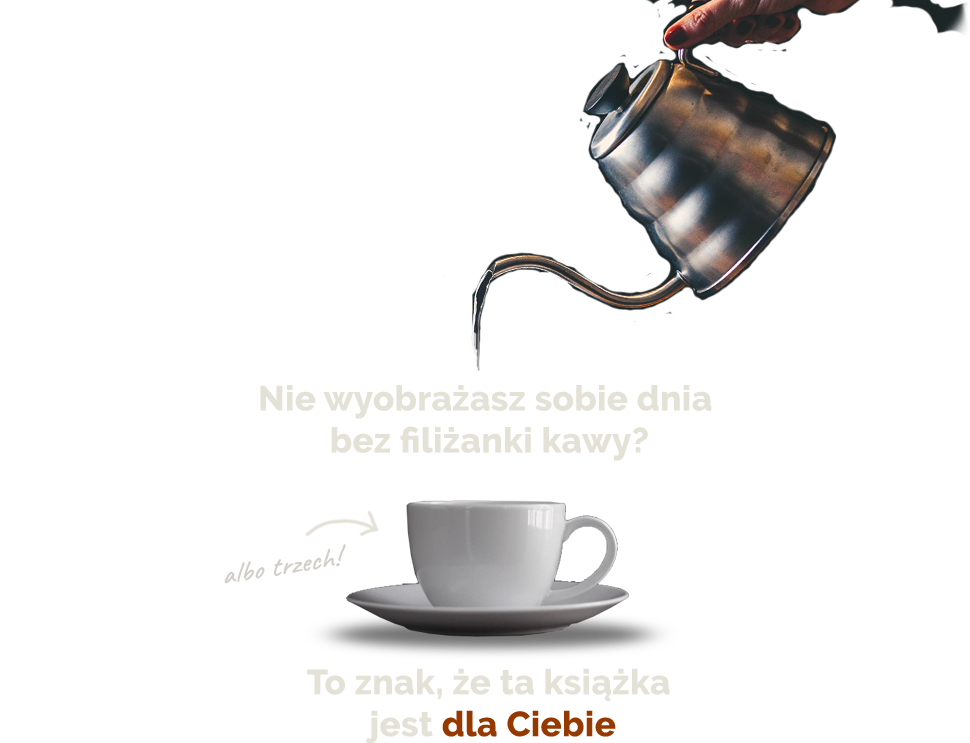 Nie wyobrażasz sobie dnia
bez filiżanki kawy?
albo trzech!
To znak, że ta książka
jest dla Ciebie